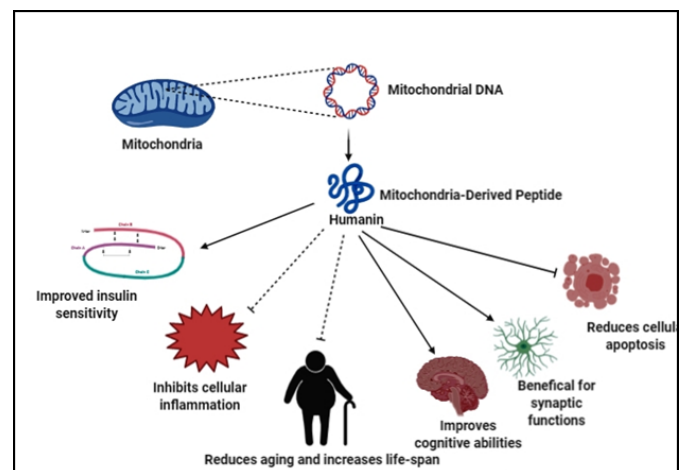 Mitochondrial DNA
Mitochondria
Mitochondria-Derived Peptide
Humanin
Improved insulin
sensitivity
Inhibits cellular
inflammation
Reduces aging and increases life-span
Improves
cognitive abilities
Benefical for
synaptic
functions
Reduces cellula
apoptosis